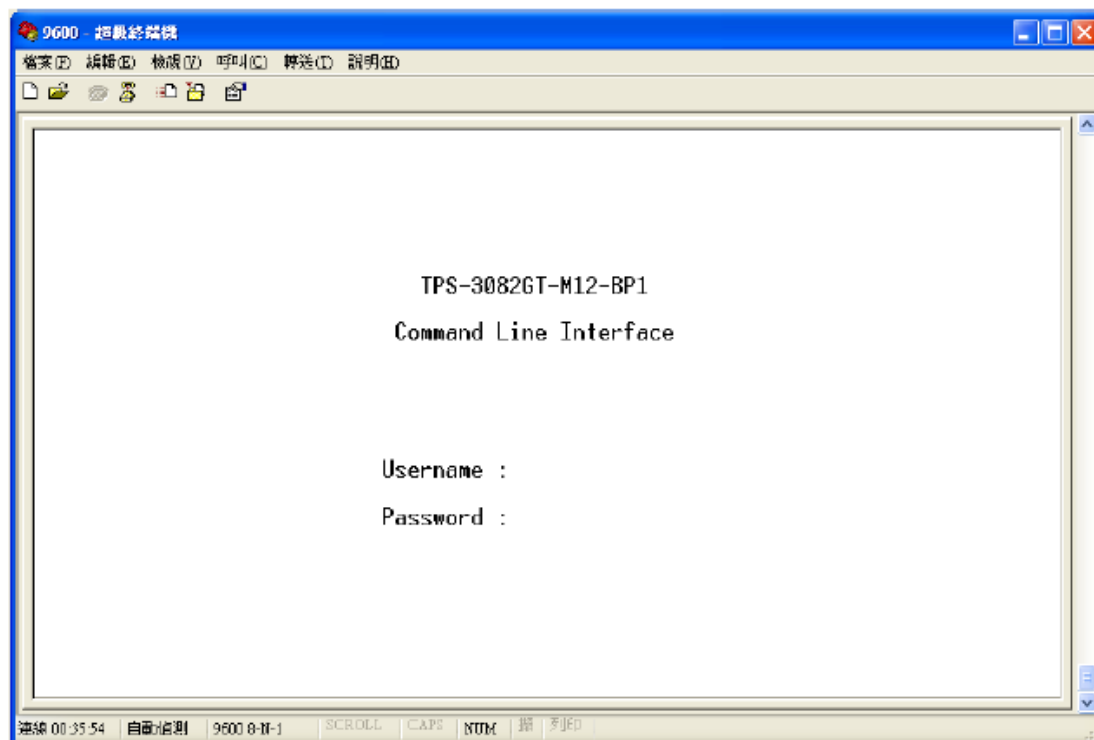 9600 - 超級終端機
檔案(F) 編輯(E) 檢視(V) 呼叫(C) 轉送(T) 說明(H)
TPS-3082GT-M12-BP1
Command Line Interface
Username :
Password :
連線 00:35:54 自動偵測 9600 8-N-1 SCROLL CAPS NUM 擷 列印